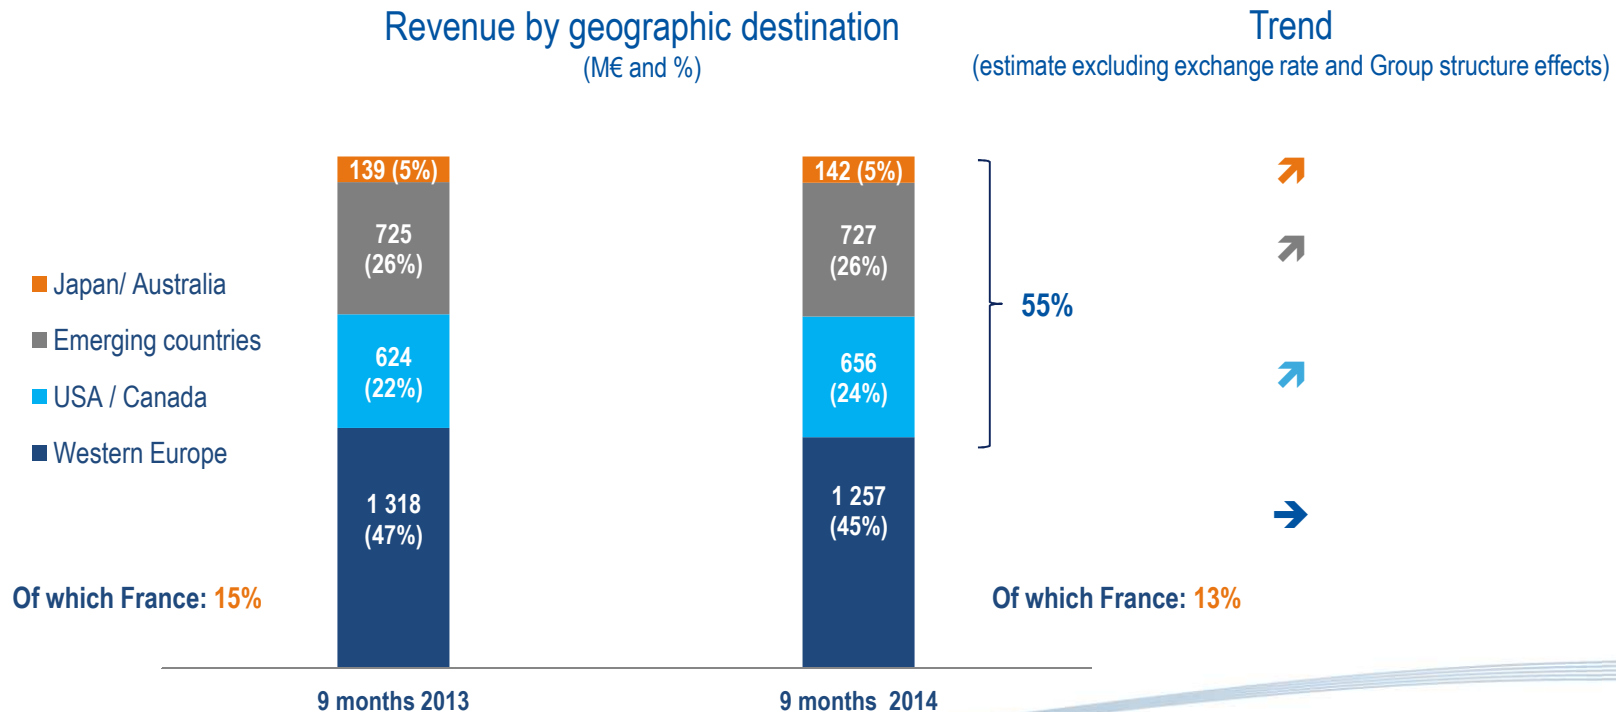 Revenue by geographic destination
(M€ and %)
Trend
(estimate excluding exchange rate and Group structure effects)
Japan/ Australia
Emerging countries
USA / Canada
Western Europe
139 (5%)
725
(26%)
624
(22%)
1 318
(47%)
142 (5%)
727
(26%)
656
(24%)
1 257
(45%)
55%
Of which France: 15%
Of which France: 13%
9 months 2013
9 months 2014